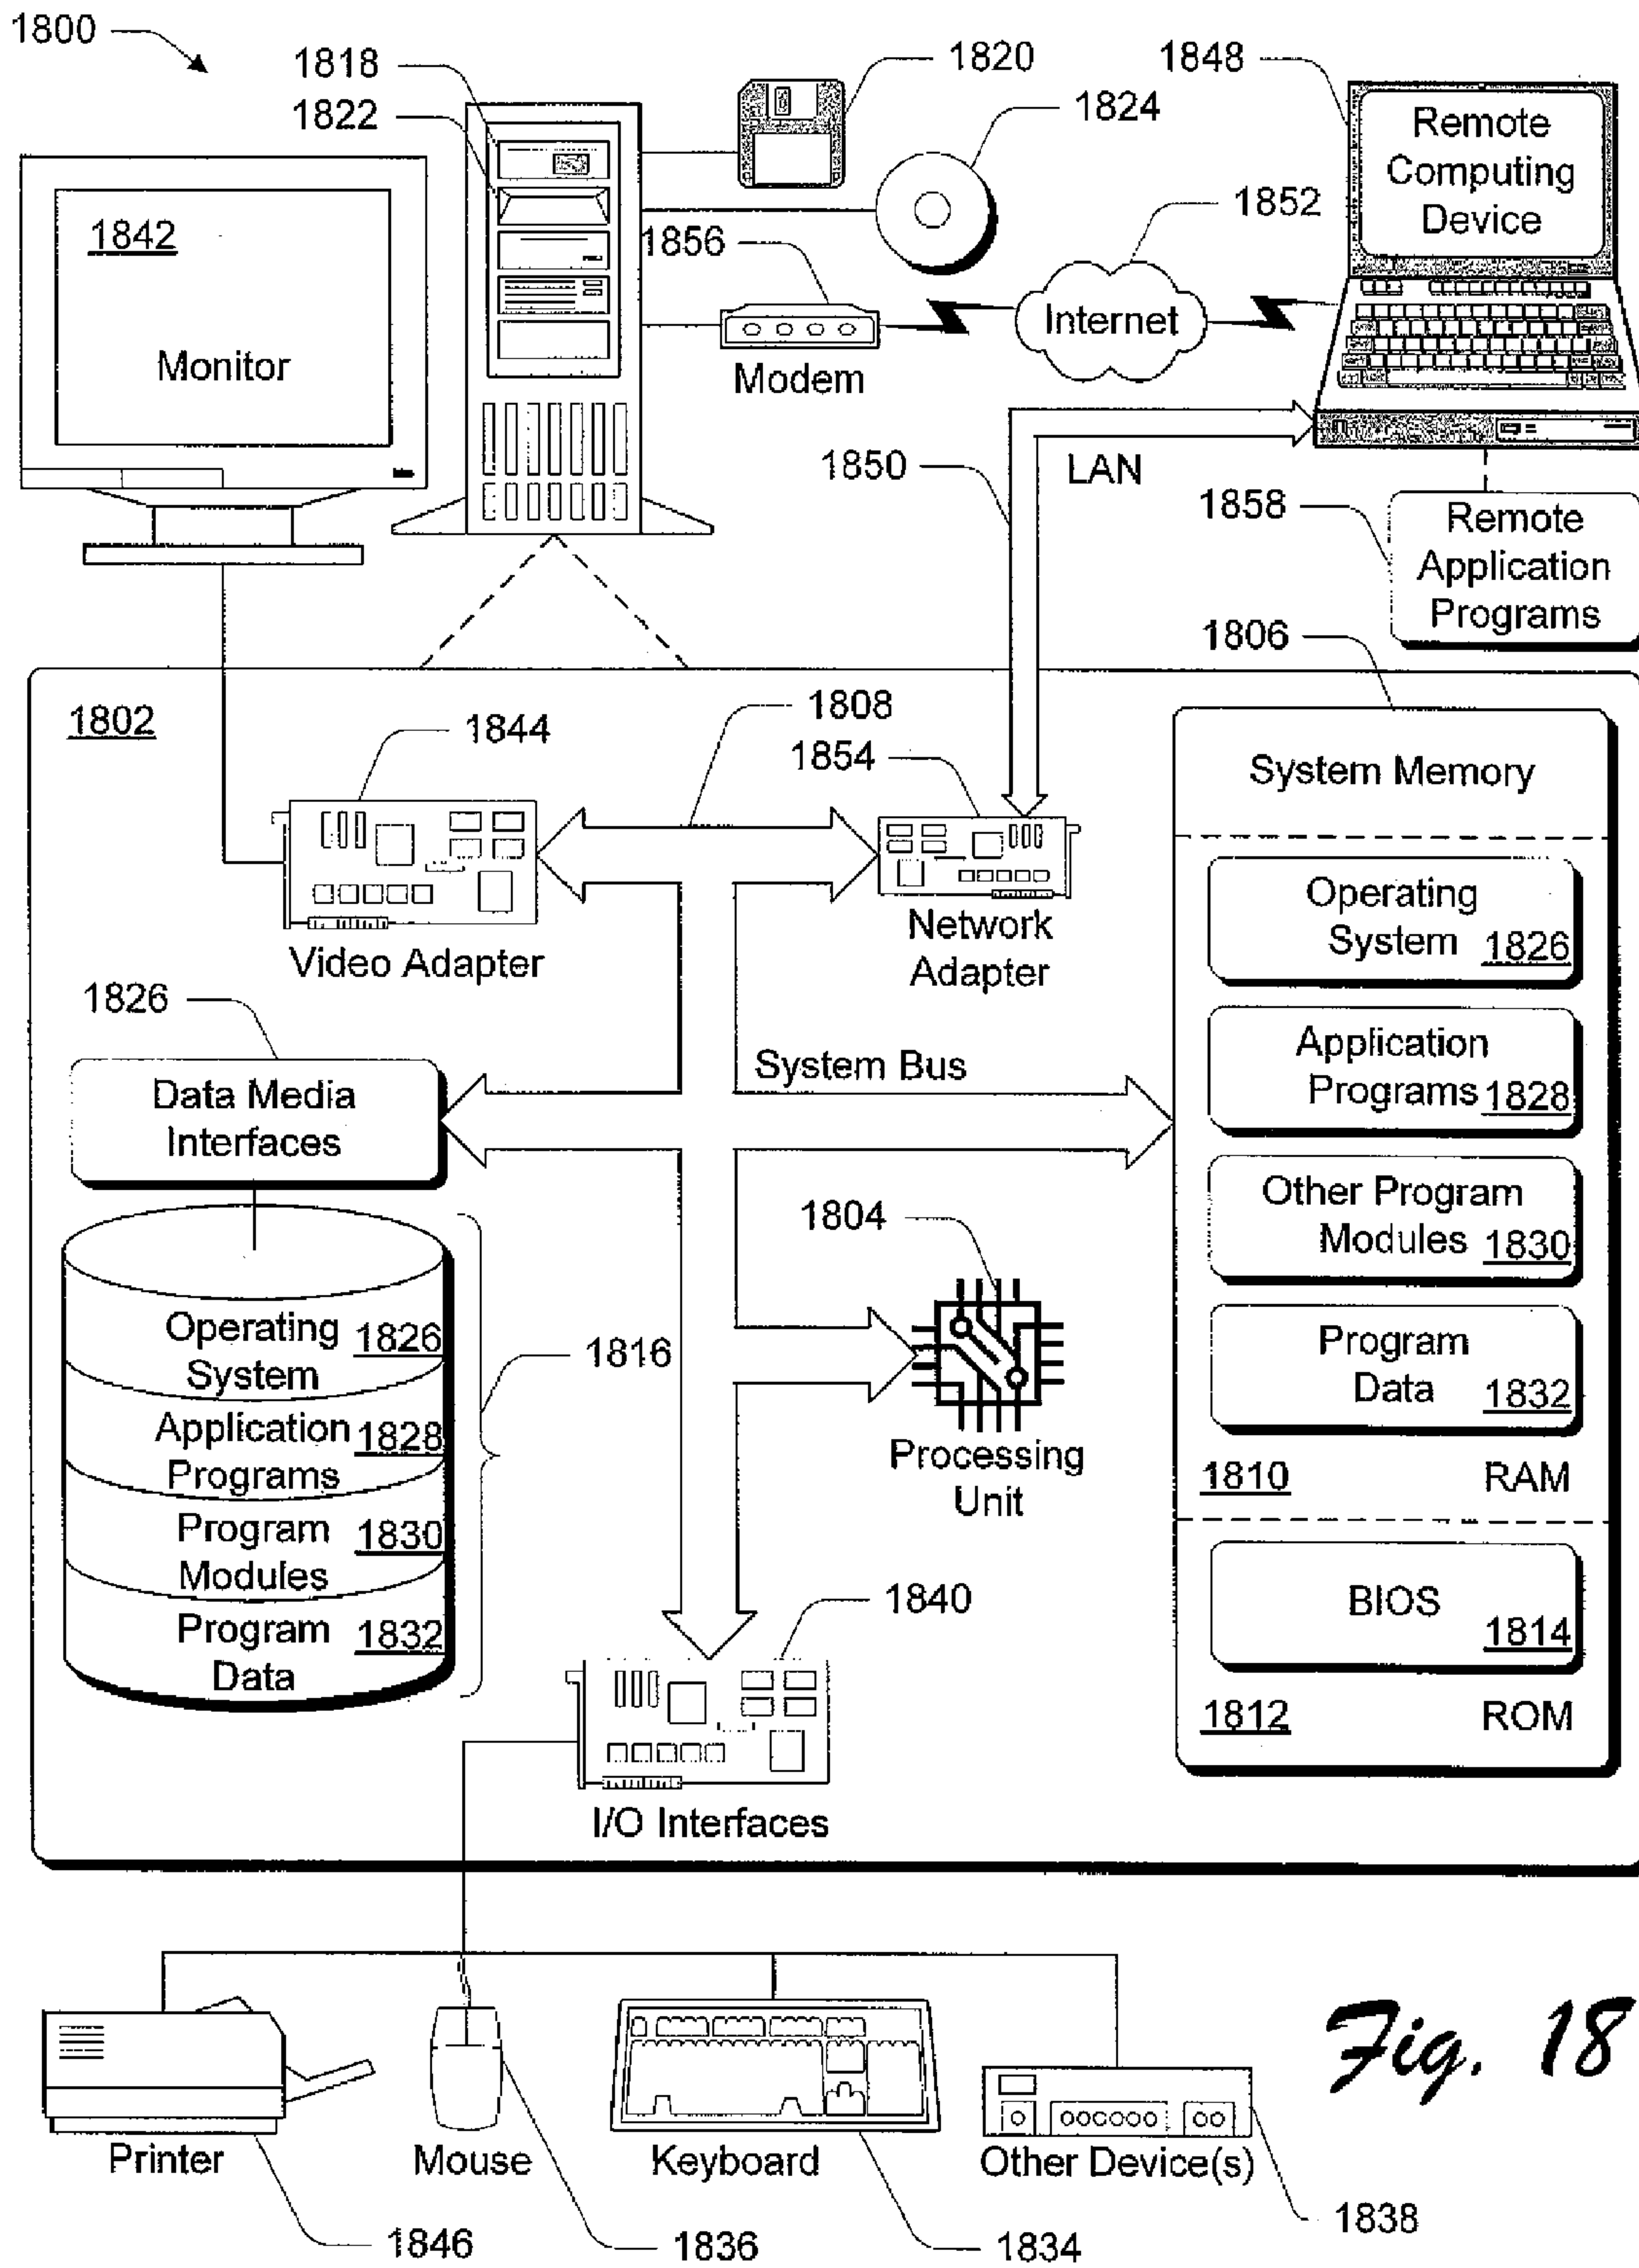 1800
1818
1822
1820
1824
1848
Remote
Computing
Device
1842
Monitor
1856
Modem
1852
Internet
1850
LAN
1858
Remote
Application
Programs
1806
1802
1844
Video Adapter
1808
1854
Network
Adapter
System Memory
Operating
System 1826
Application
Programs 1828
Other Program
Modules 1830
Program
Data 1832
1810 RAM
BIOS
1814
1812 ROM
1826
Data Media
Interfaces
System Bus
1804
Processing
Unit
Operating 1826
System
Application 1828
Programs
Program 1830
Modules
Program 1832
Data
1816
1840
I/O Interfaces
Printer
Mouse
Keyboard
Other Device(s)
1846
1836
1834
1838
Fig. 18